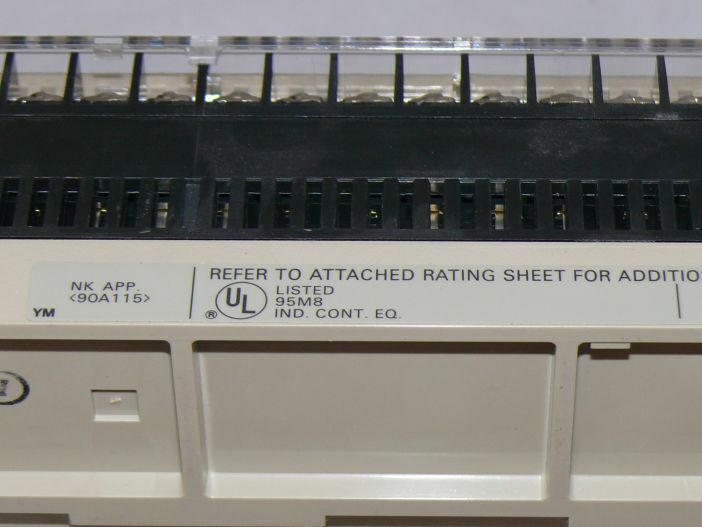 NK APP.
<90A115>
YM
REFER TO ATTACHED RATING SHEET FOR ADDITIO
UL
®
LISTED
95M8
IND. CONT. EQ.